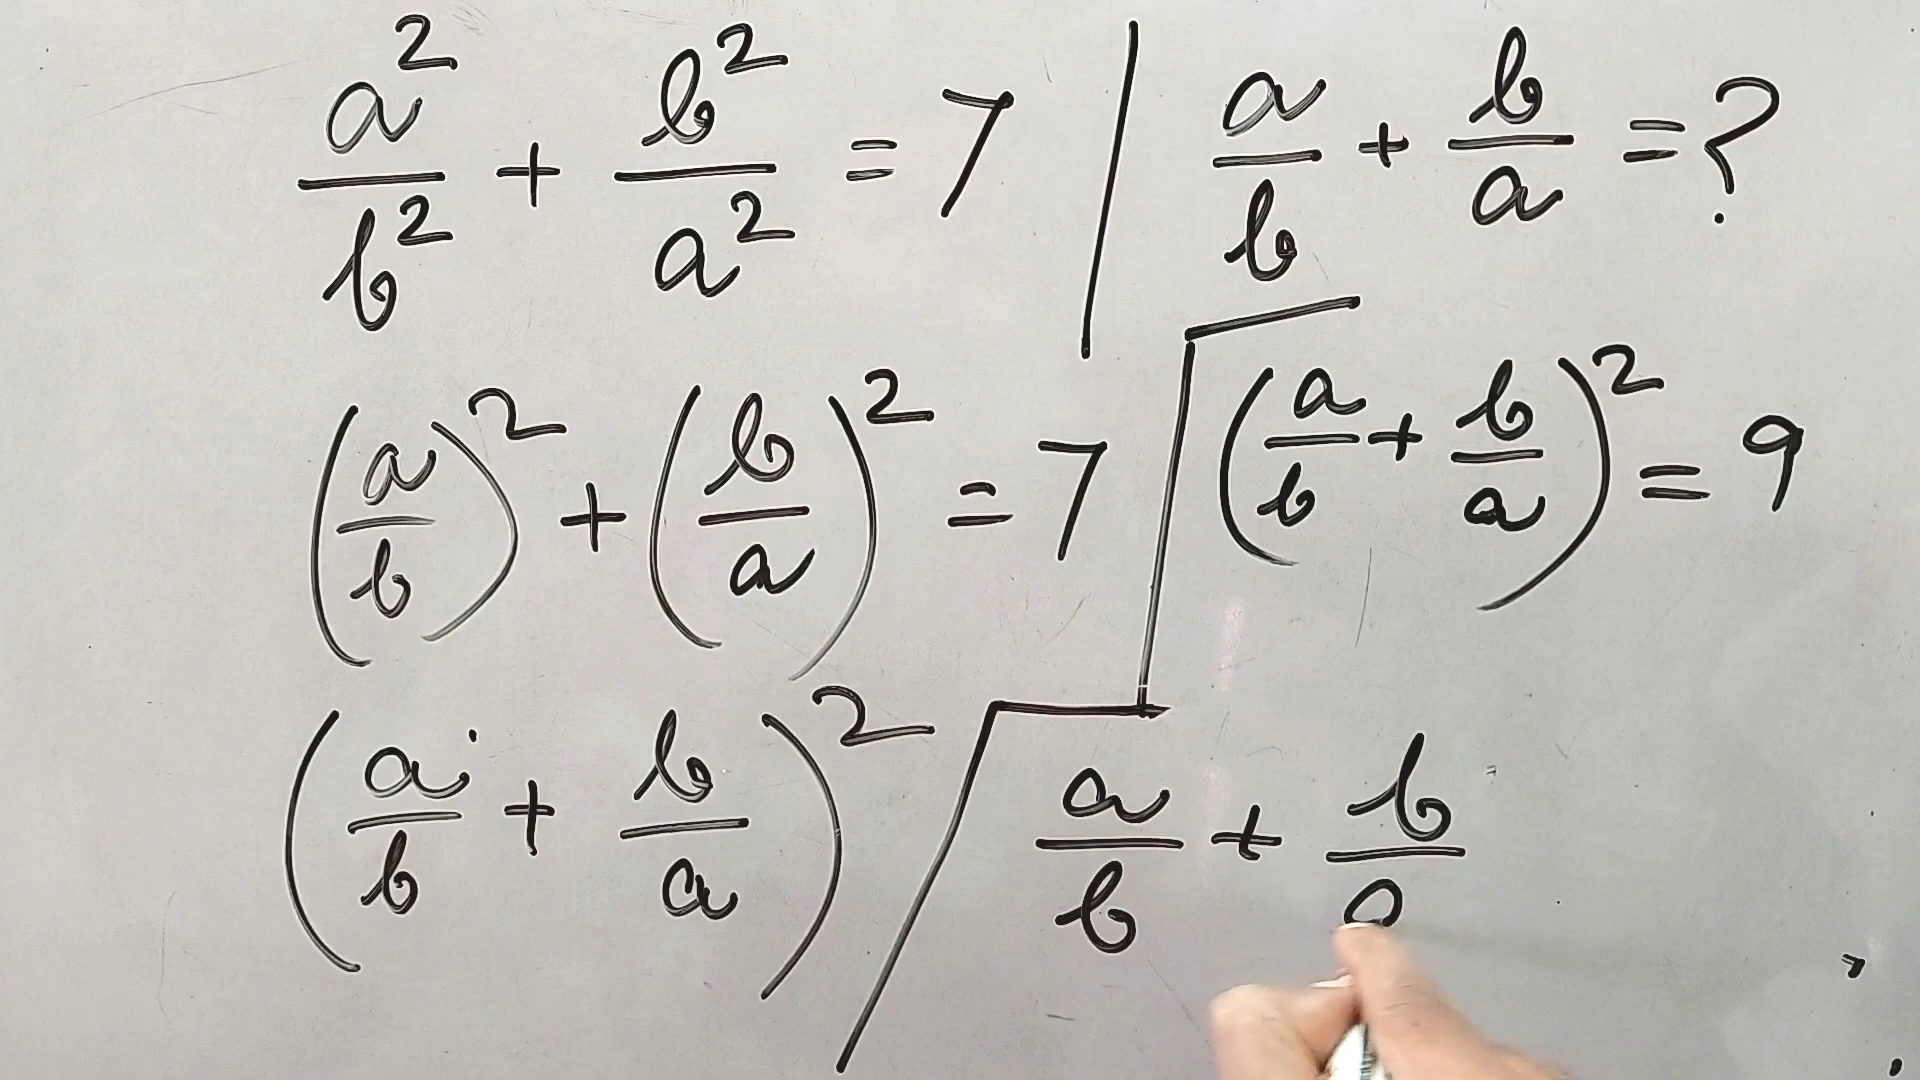 a²/b² + b²/a² = 7 | a/b + b/a = ?
(a/b)² + (b/a)² = 7
(a/b + b/a)² = 9
(a/b + b/a)²
a/b + b/a